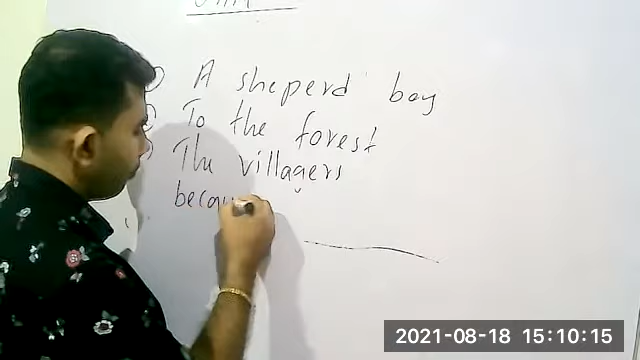 A sheperd boy
To the forest
The villagers
becau
2021-08-18 15:10:15